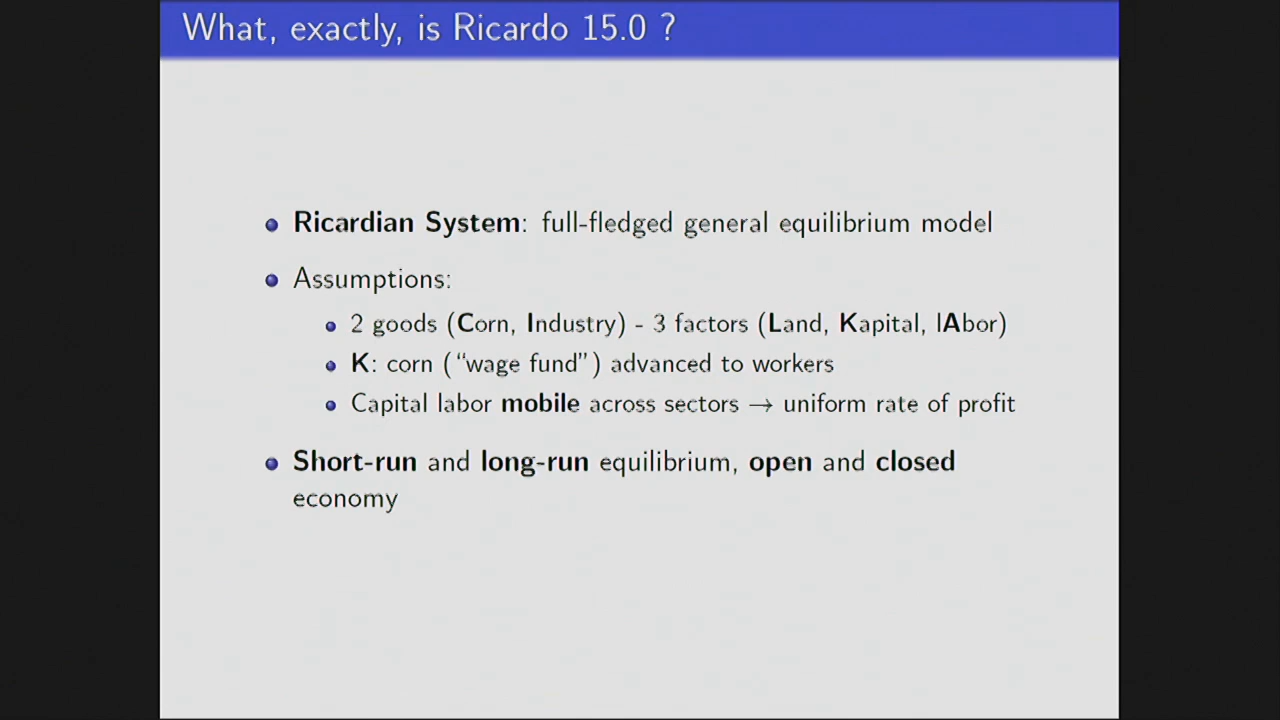 What, exactly, is Ricardo 15.0 ?
Ricardian System: full-fledged general equilibrium model
Assumptions:
2 goods (Corn, Industry) - 3 factors (Land, Kapital, lAbor)
K: corn (“wage fund”) advanced to workers
Capital labor mobile across sectors → uniform rate of profit
Short-run and long-run equilibrium, open and closed
economy